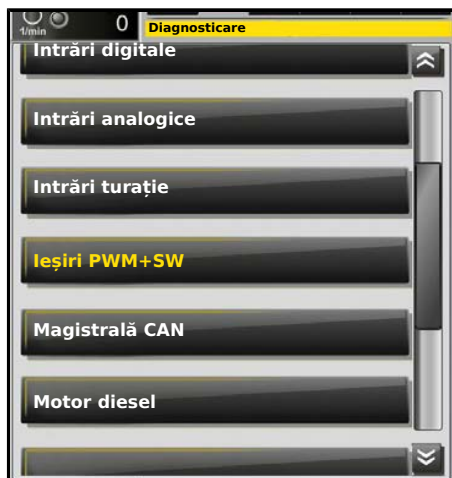 1/min 0 Diagnosticare
Intrări digitale
Intrări analogice
Intrări turație
Ieșiri PWM+SW
Magistrală CAN
Motor diesel